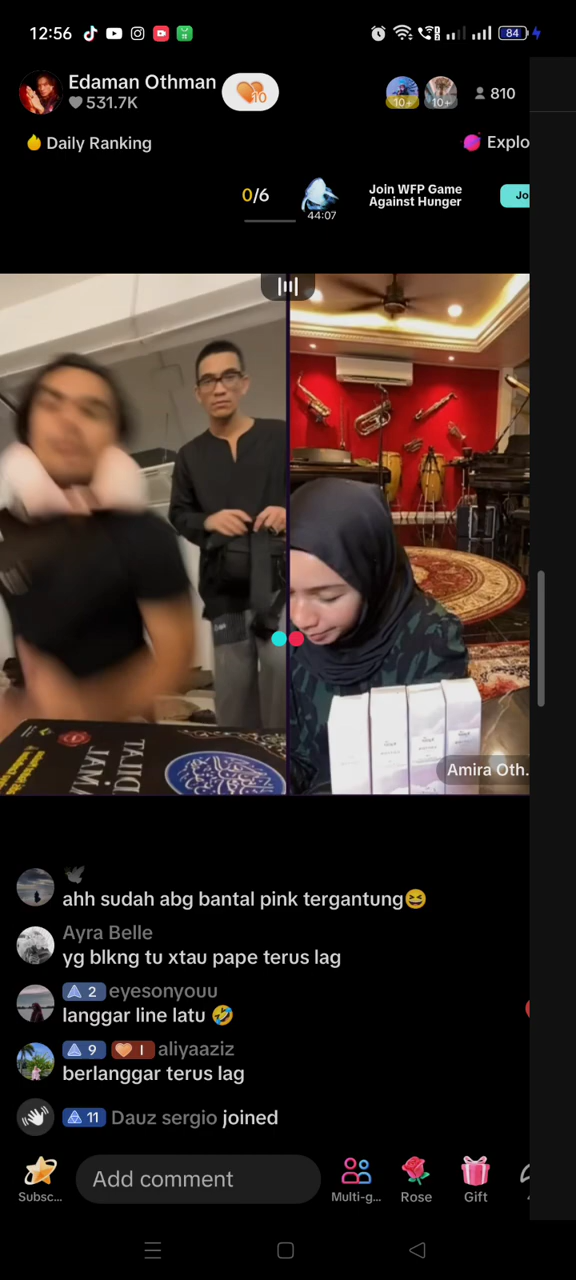 12:56
84
Edaman Othman
531.7K
10
10+
10+
810
Daily Ranking
Explo
0/6
44:07
Join WFP Game
Against Hunger
Jo
TAJDI
JAMA
Amira Oth.
ahh sudah abg bantal pink tergantung😆
Ayra Belle
yg blkng tu xtau pape terus lag
2 eyesonyouu
langgar line latu 🤣
9 I aliyaaziz
berlanggar terus lag
11 Dauz sergio joined
Subsc...
Add comment
Multi-g...
Rose
Gift